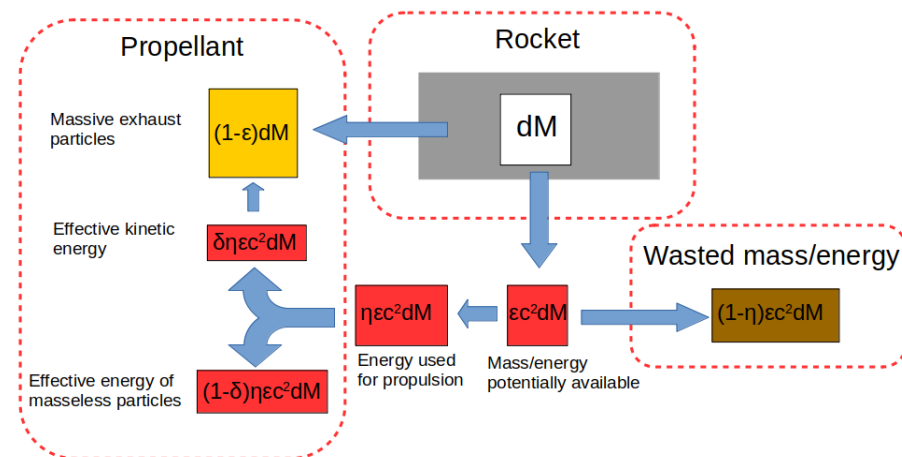 Propellant
Rocket
Massive exhaust
particles
(1-ε)dM
dM
Effective kinetic
energy
δηεc²dM
Wasted mass/energy
ηεc²dM
εc²dM
(1-η)εc²dM
Energy used
for propulsion
Mass/energy
potentially available
Effective energy of
masseless particles
(1-δ)ηεc²dM